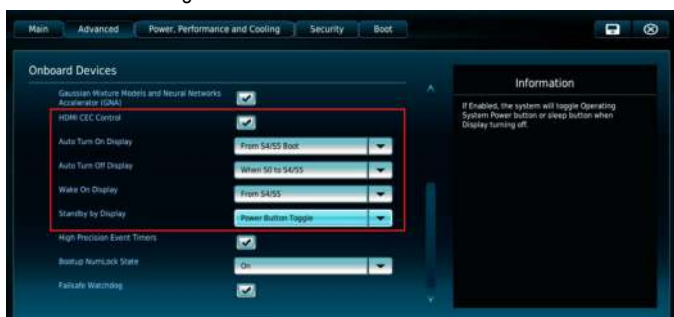 Main Advanced Power, Performance and Cooling Security Boot
Onboard Devices
Gaussian Mixture Models and Neural Networks
Accelerator (GNA)
HDMI CEC Control
Auto Turn On Display From S4/S5 Boot
Auto Turn Off Display When S0 to S4/S5
Wake On Display From S4/S5
Standby by Display Power Button Toggle
High Precision Event Timers
Bootup NumLock State On
Failsafe Watchdog
Information
If Enabled, the system will toggle Operating
System Power button or sleep button when
Display turning off.